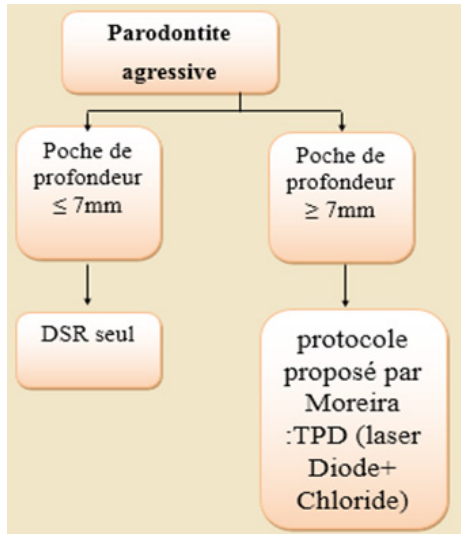 Parodontite
agressive
Poche de
profondeur
≤ 7mm
Poche de
profondeur
≥ 7mm
DSR seul
protocole
proposé par
Moreira
:TPD (laser
Diode+
Chloride)